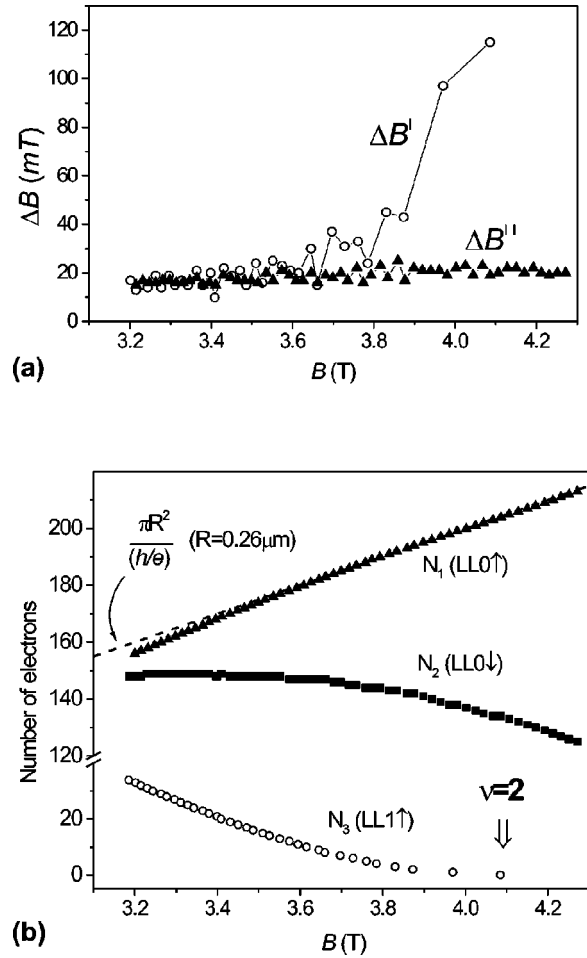 120
100
80
60
40
20
0
ΔB (mT)
ΔB^I
ΔB^II
3.2 3.4 3.6 3.8 4.0 4.2
B (T)
(a)
200
180
160
140
120
20
0
Number of electrons
πR²
(h/e)
(R=0.26μm)
N₁ (LL0↑)
N₂ (LL0↓)
N₃ (LL1↑)
ν=2
⇓
3.2 3.4 3.6 3.8 4.0 4.2
B (T)
(b)